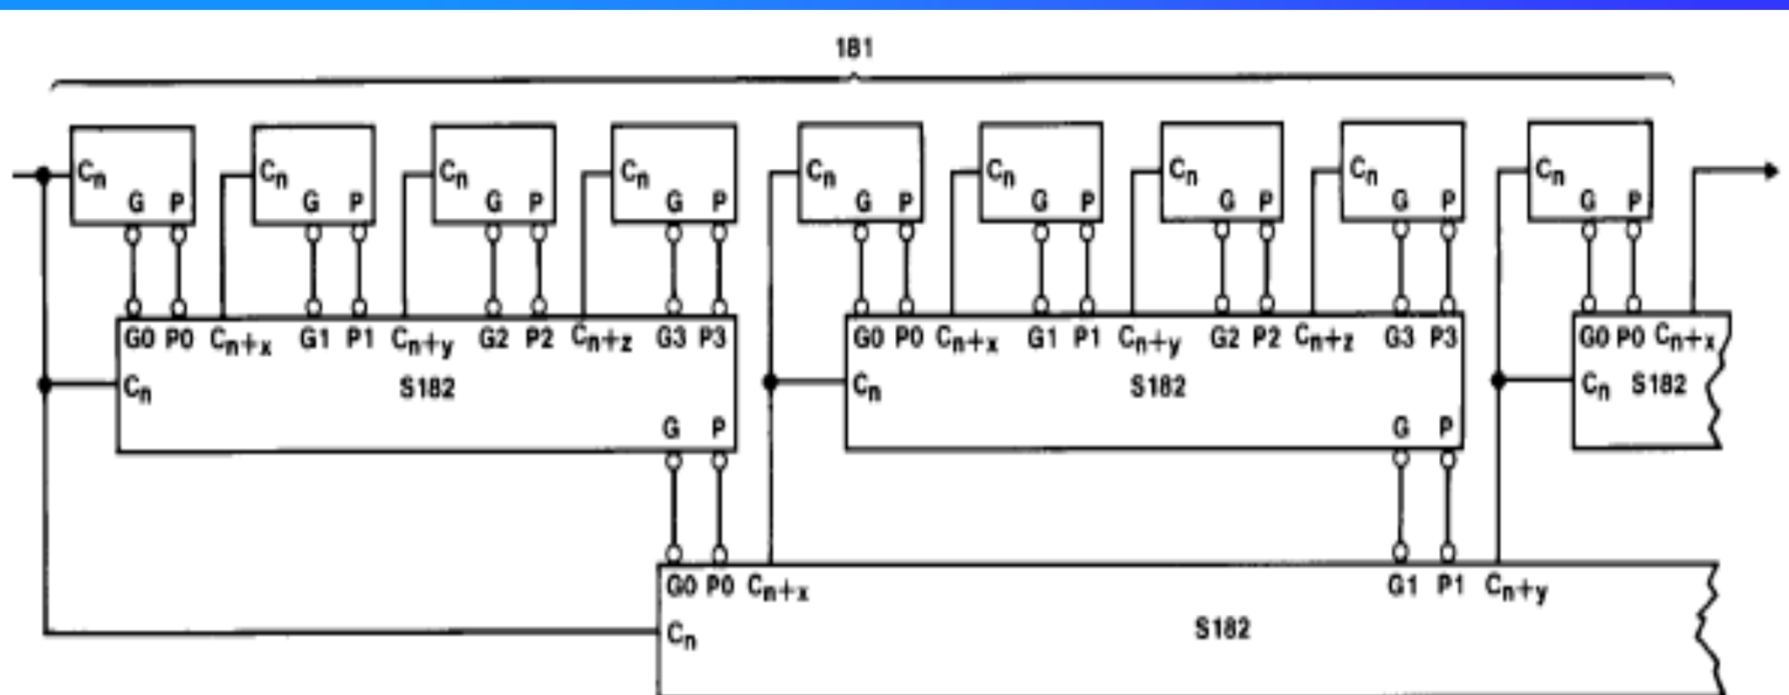 181
Cn Cn Cn Cn Cn Cn Cn Cn Cn
G P G P G P G P G P G P G P G P G P
G0 P0 Cn+x G1 P1 Cn+y G2 P2 Cn+z G3 P3 G0 P0 Cn+x G1 P1 Cn+y G2 P2 Cn+z G3 P3 G0 P0 Cn+x
Cn S182 Cn S182 Cn S182
G P G P
G0 P0 Cn+x G1 P1 Cn+y
Cn S182